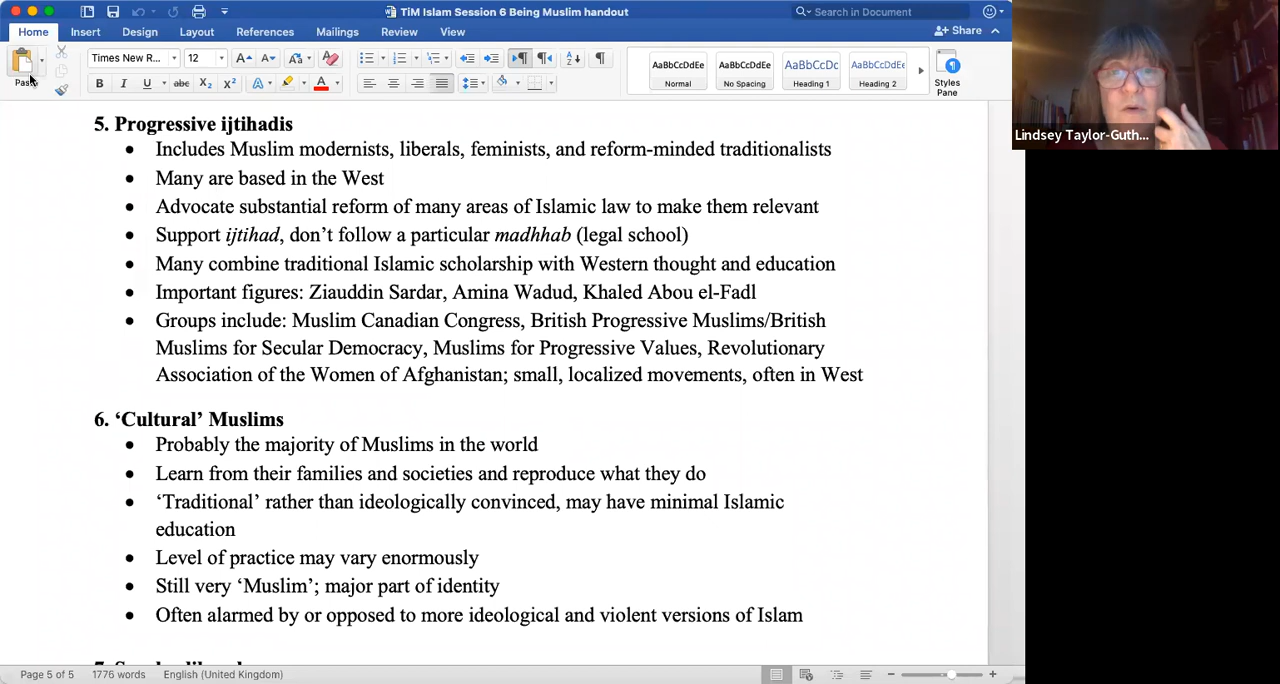 TiM Islam Session 6 Being Muslim handout
Search in Document
Home Insert Design Layout References Mailings Review View
Share
Times New R... 12
Paste
B I U abc X₂ X²
AaBbCcDdEe AaBbCcDdEe AaBbCcDc AaBbCcDdEe
Normal No Spacing Heading 1 Heading 2
Styles
Pane
Lindsey Taylor-Guth...
5. Progressive ijtihadis
• Includes Muslim modernists, liberals, feminists, and reform-minded traditionalists
• Many are based in the West
• Advocate substantial reform of many areas of Islamic law to make them relevant
• Support ijtihad, don’t follow a particular madhhab (legal school)
• Many combine traditional Islamic scholarship with Western thought and education
• Important figures: Ziauddin Sardar, Amina Wadud, Khaled Abou el-Fadl
• Groups include: Muslim Canadian Congress, British Progressive Muslims/British
Muslims for Secular Democracy, Muslims for Progressive Values, Revolutionary
Association of the Women of Afghanistan; small, localized movements, often in West
6. ‘Cultural’ Muslims
• Probably the majority of Muslims in the world
• Learn from their families and societies and reproduce what they do
• ‘Traditional’ rather than ideologically convinced, may have minimal Islamic
education
• Level of practice may vary enormously
• Still very ‘Muslim’; major part of identity
• Often alarmed by or opposed to more ideological and violent versions of Islam
Page 5 of 5 1776 words English (United Kingdom)